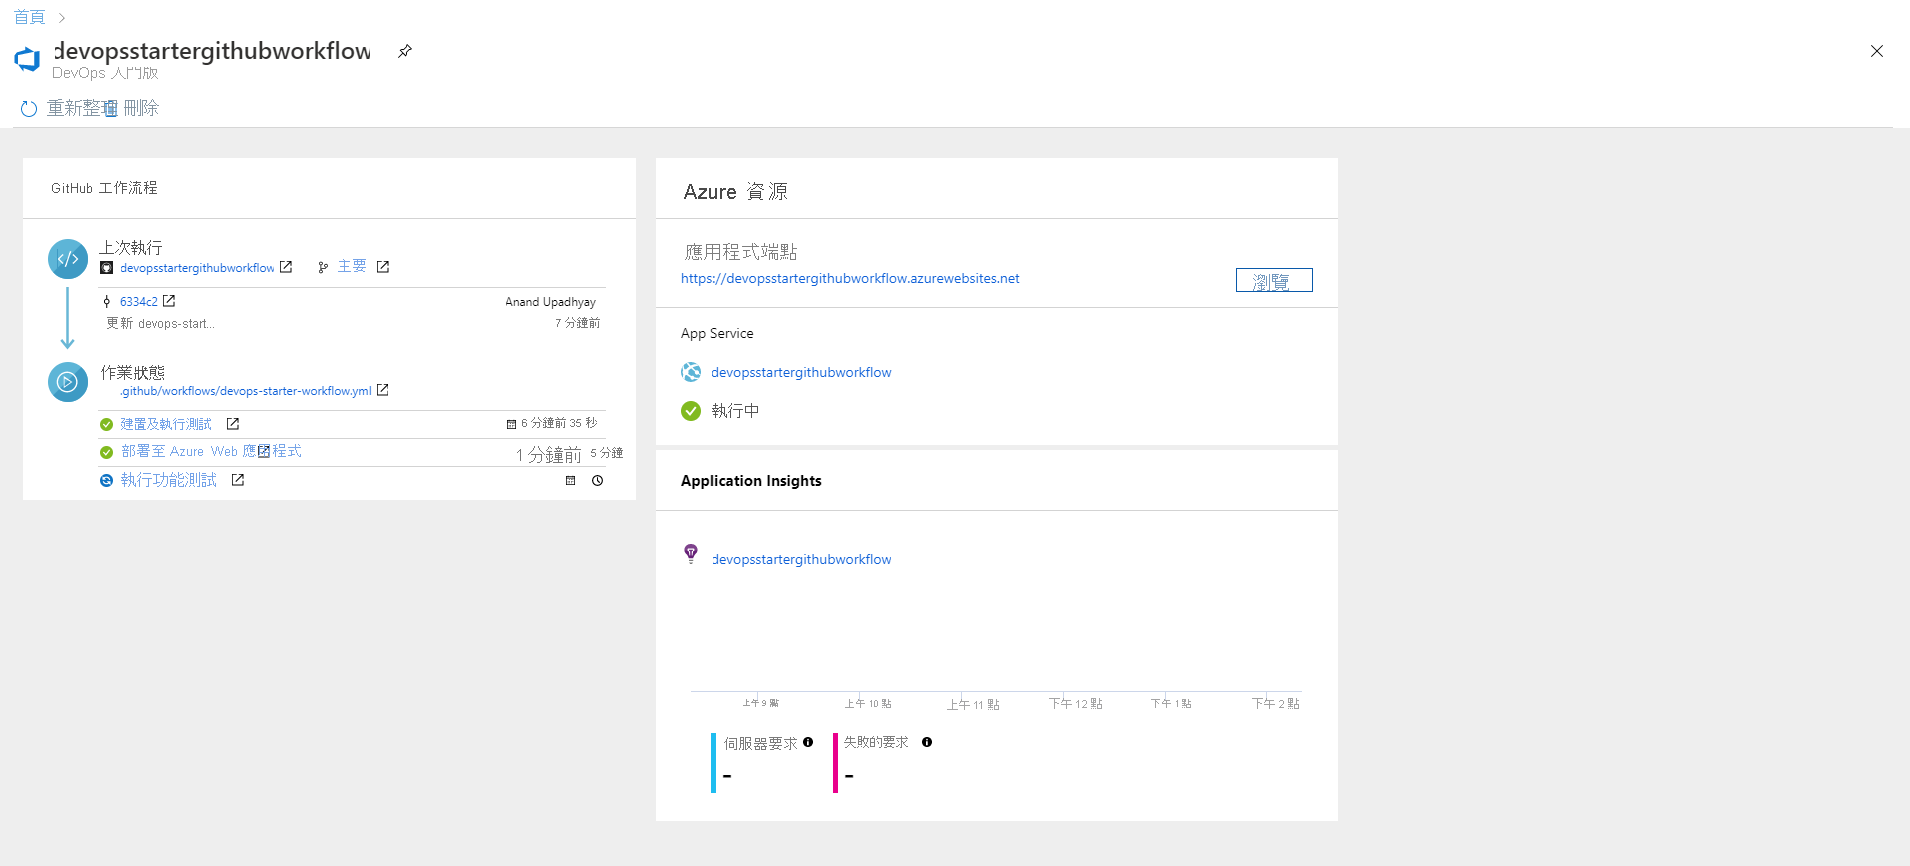 首頁
devopsstartergithubworkflow
DevOps 入門版
重新整理 刪除
GitHub 工作流程
上次執行
devopsstartergithubworkflow 主要
6334c2 Anand Upadhyay
更新 devops-start... 7 分鐘前
作業狀態
.github/workflows/devops-starter-workflow.yml
建置及執行測試 6 分鐘前 35 秒
部署至 Azure Web 應用程式 1 分鐘前 5 分鐘
執行功能測試
Azure 資源
應用程式端點
https://devopsstartergithubworkflow.azurewebsites.net 瀏覽
App Service
devopsstartergithubworkflow
執行中
Application Insights
devopsstartergithubworkflow
上午 9 點 上午 10 點 上午 11 點 下午 12 點 下午 1 點 下午 2 點
伺服器要求 失敗的要求
- -